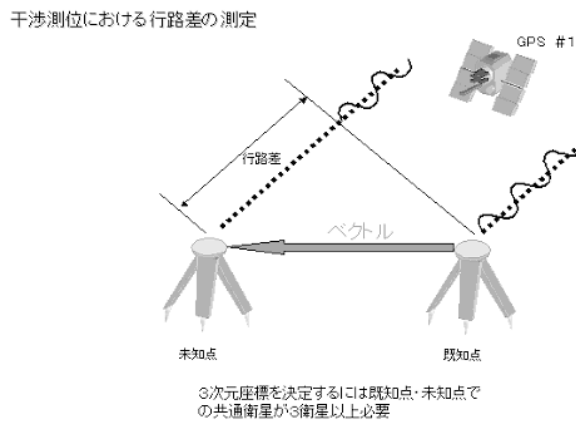 干渉測位における行路差の測定
GPS #1
行路差
ベクトル
未知点
既知点
3次元座標を決定するには既知点・未知点で
の共通衛星が3衛星以上必要